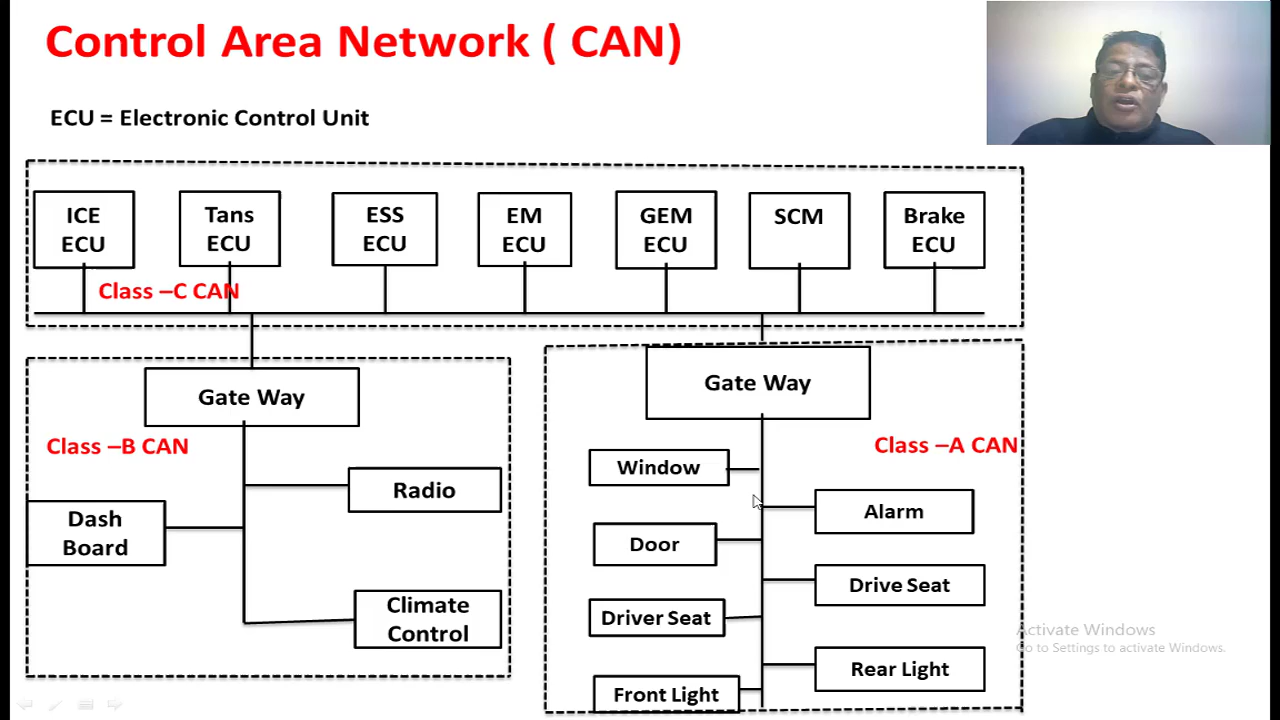 Control Area Network ( CAN)
ECU = Electronic Control Unit
ICE
ECU
Tans
ECU
ESS
ECU
EM
ECU
GEM
ECU
SCM
Brake
ECU
Class –C CAN
Gate Way
Class –B CAN
Radio
Dash
Board
Climate
Control
Gate Way
Class –A CAN
Window
Alarm
Door
Drive Seat
Driver Seat
Rear Light
Front Light
Activate Windows
Go to Settings to activate Windows.